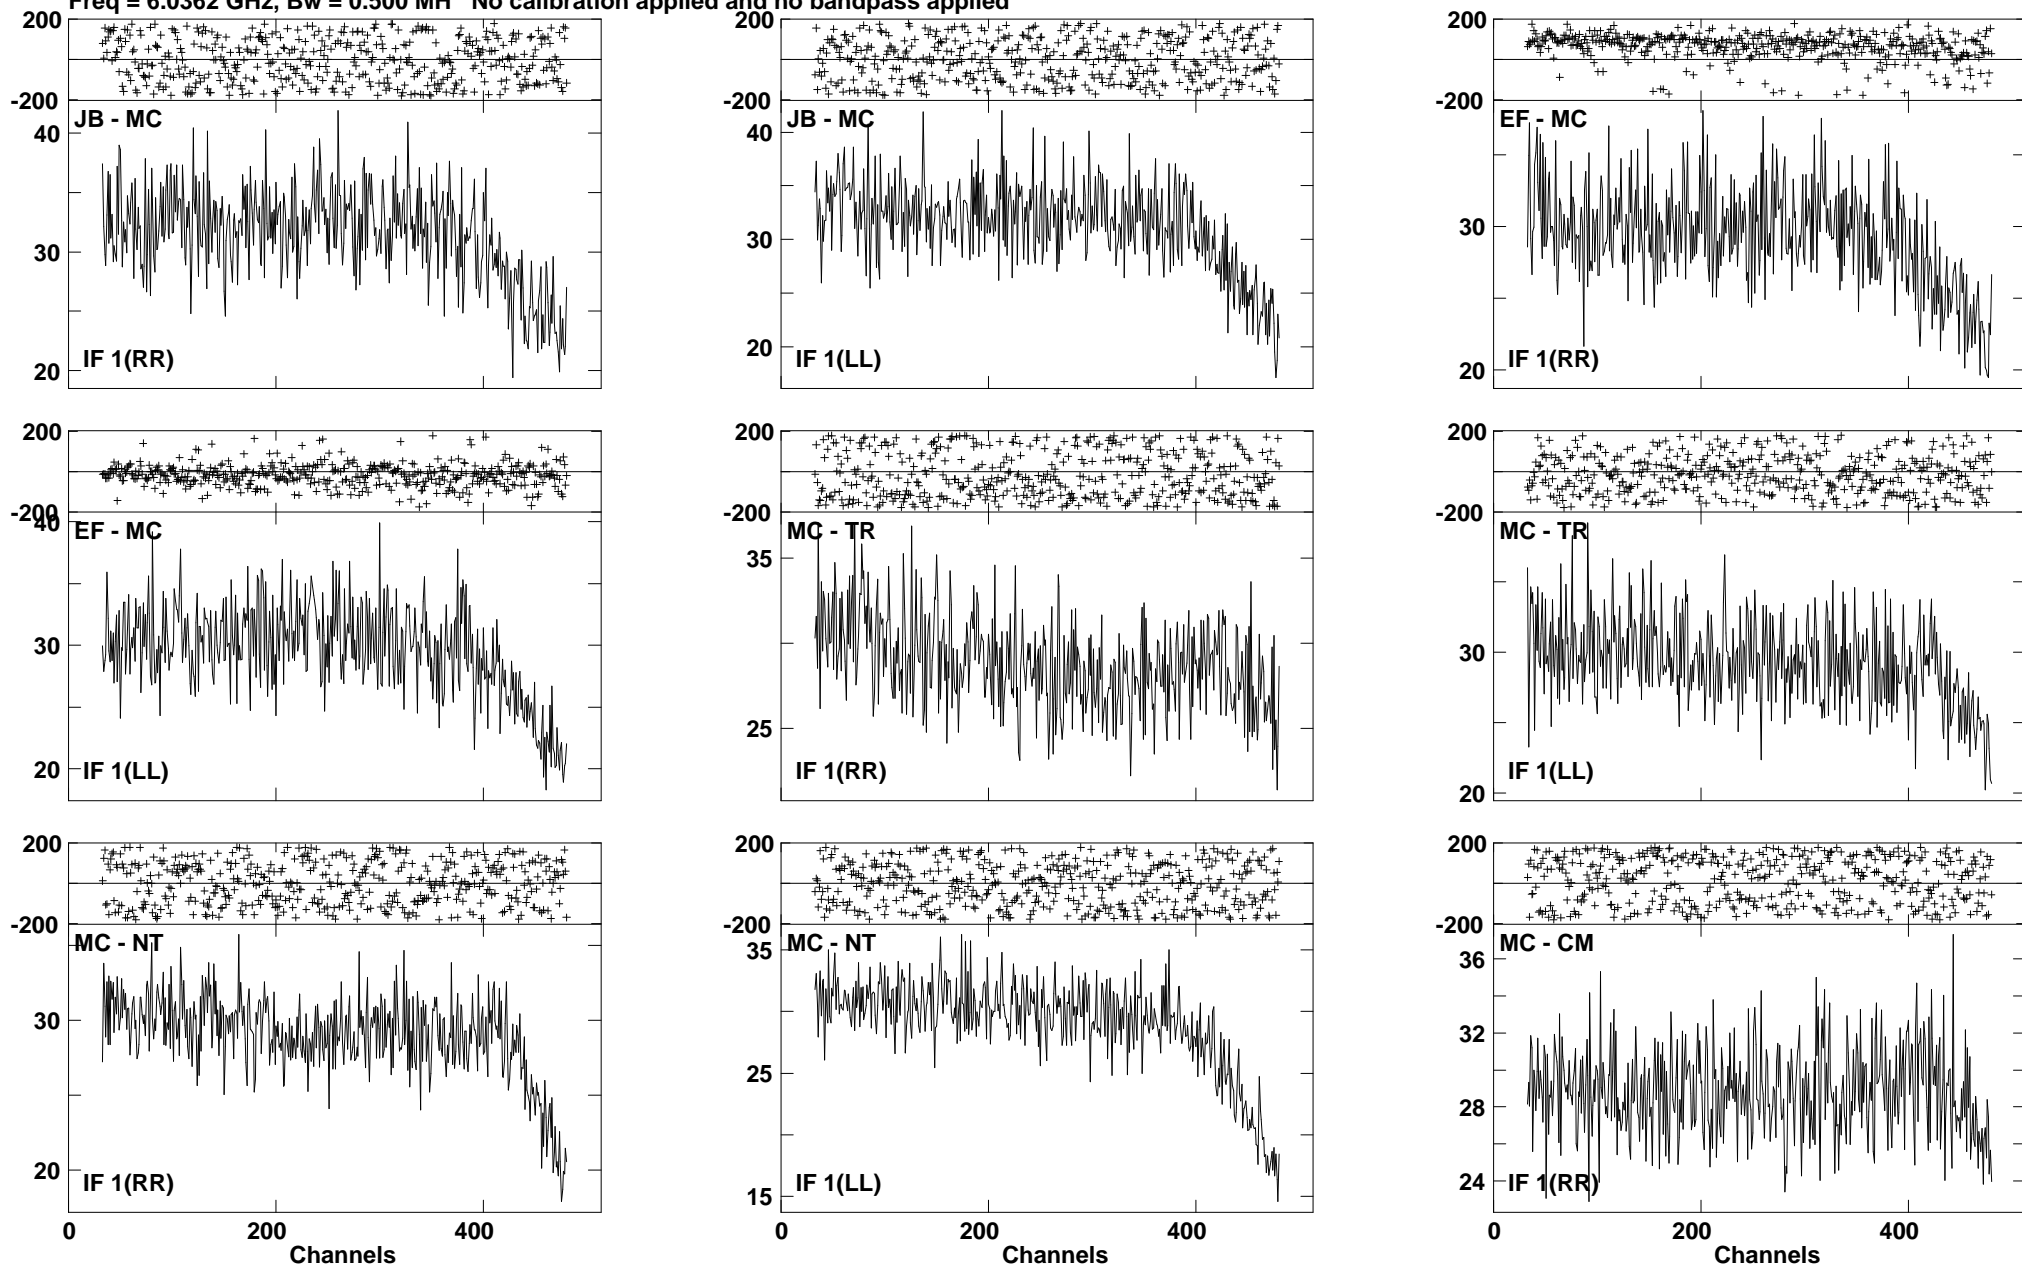 Freq = 6.0362 GHz, Bw = 0.500 MH No calibration applied and no bandpass applied
200
-200
JB - MC
40
30
20
IF 1(RR)
200
-200
JB - MC
40
30
20
IF 1(LL)
200
-200
EF - MC
30
20
IF 1(RR)
200
-200
40
EF - MC
30
20
IF 1(LL)
200
-200
MC - TR
35
25
IF 1(RR)
200
-200
MC - TR
30
20
IF 1(LL)
200
-200
MC - NT
30
20
IF 1(RR)
0 200 400
Channels
200
-200
MC - NT
35
25
15
IF 1(LL)
0 200 400
Channels
200
-200
MC - CM
36
32
28
24
IF 1(RR)
0 200 400
Channels